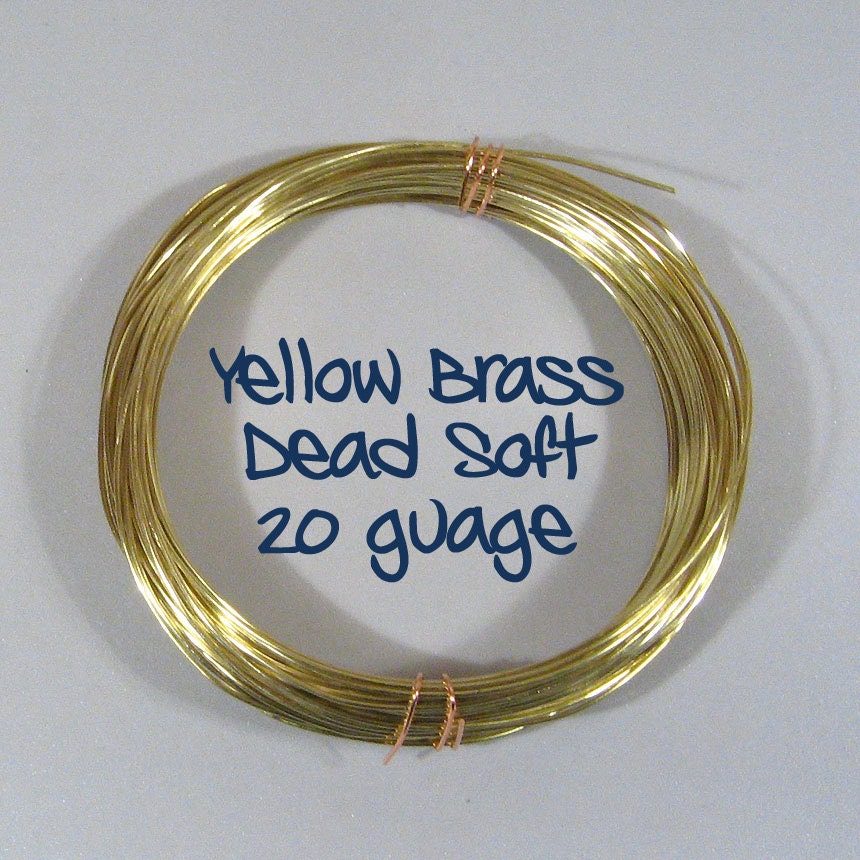 Yellow Brass
Dead Soft
20 guage